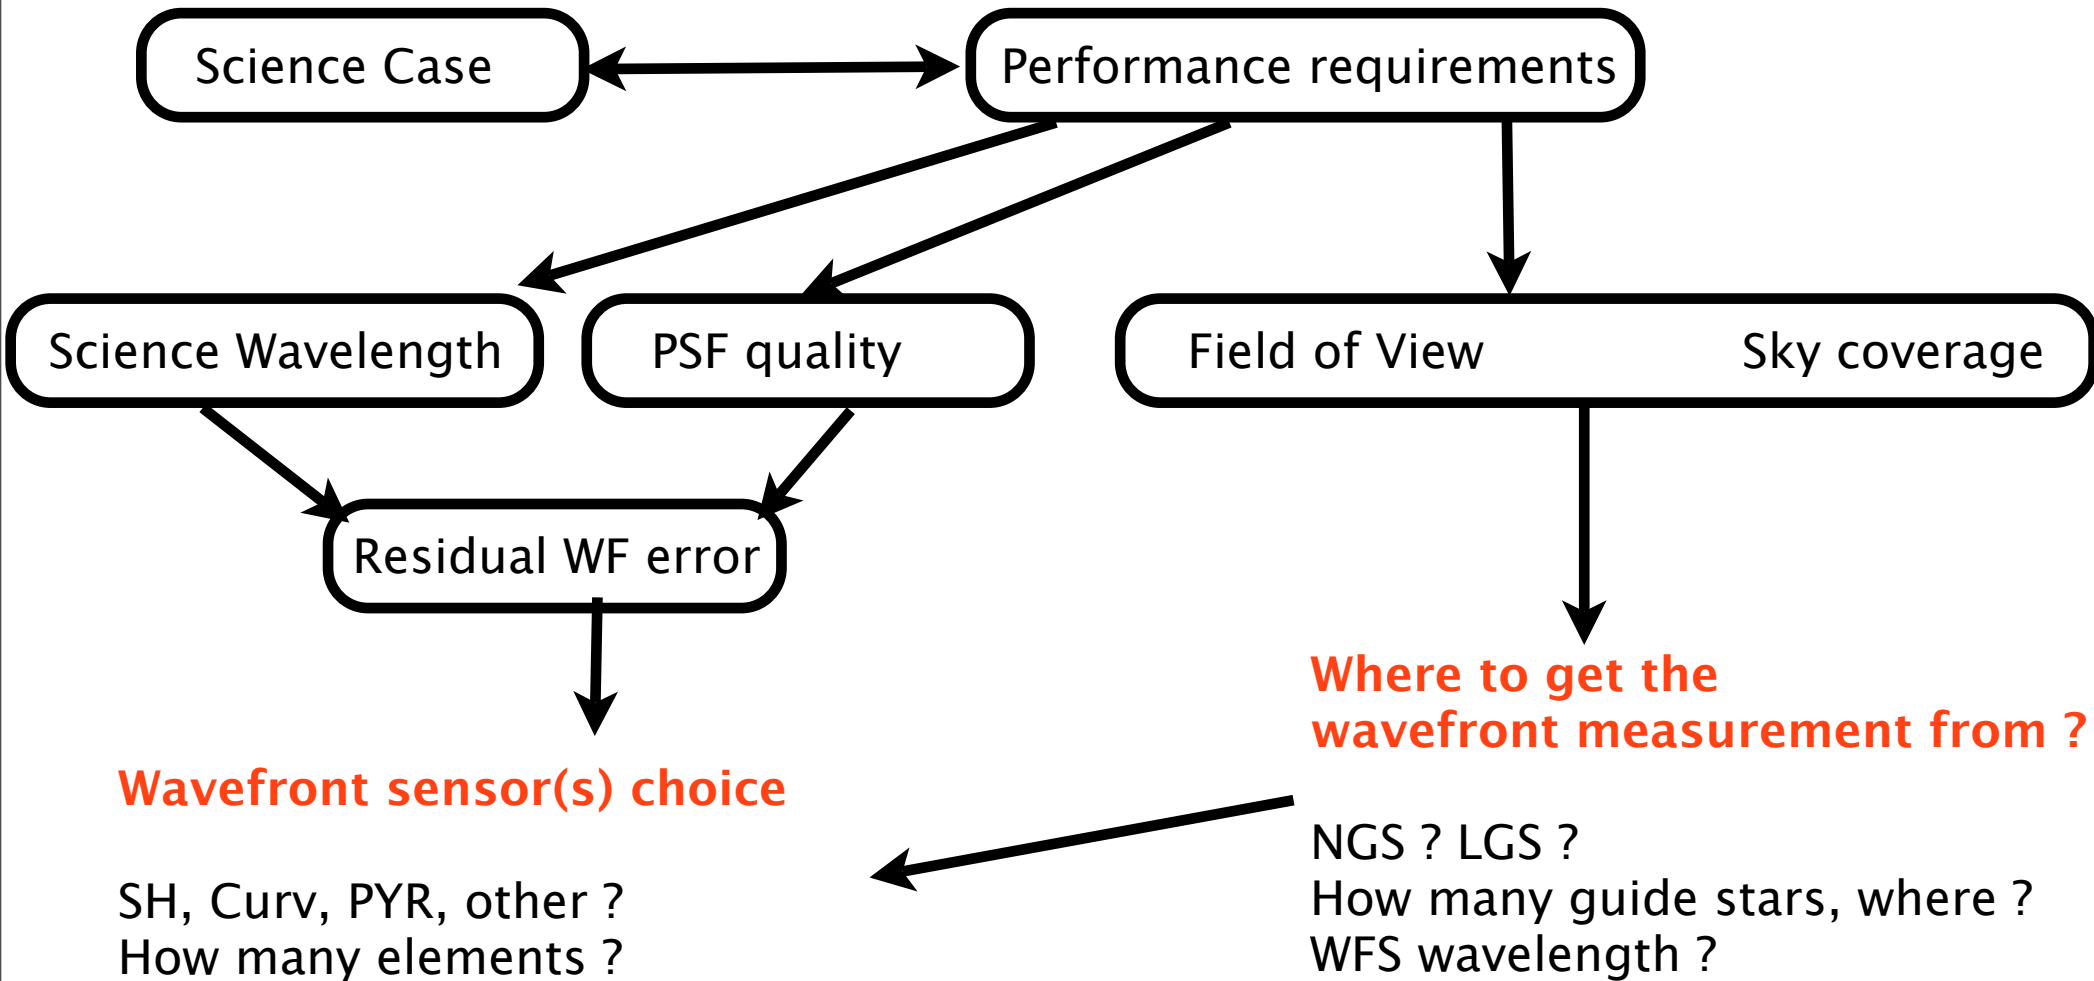 Science Case
Performance requirements
Science Wavelength
PSF quality
Field of View
Sky coverage
Residual WF error
Where to get the
wavefront measurement from ?
Wavefront sensor(s) choice
NGS ? LGS ?
How many guide stars, where ?
WFS wavelength ?
SH, Curv, PYR, other ?
How many elements ?